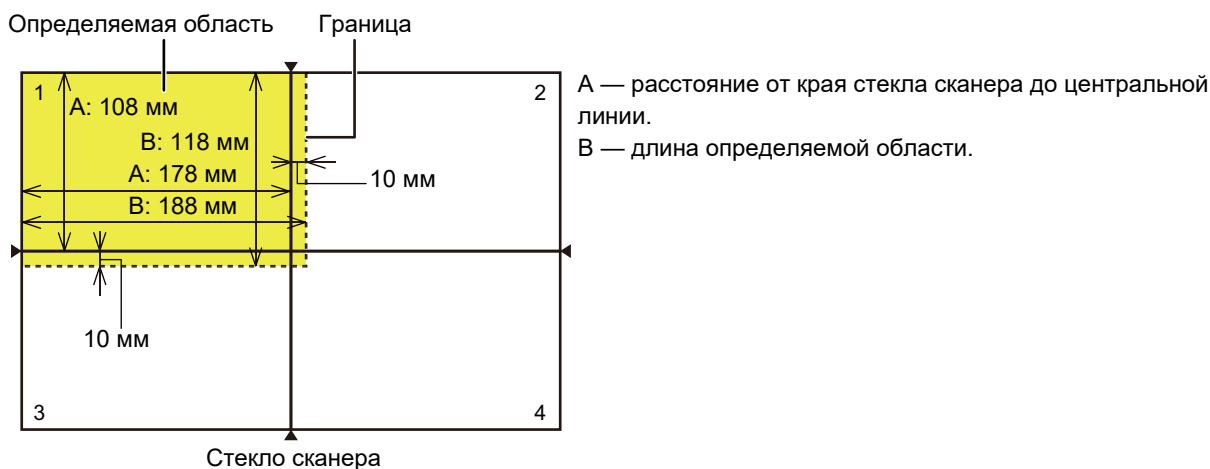 Определяемая область
Граница
1
2
A: 108 мм
B: 118 мм
A: 178 мм
10 мм
B: 188 мм
10 мм
3
4
Стекло сканера
A — расстояние от края стекла сканера до центральной
линии.
B — длина определяемой области.